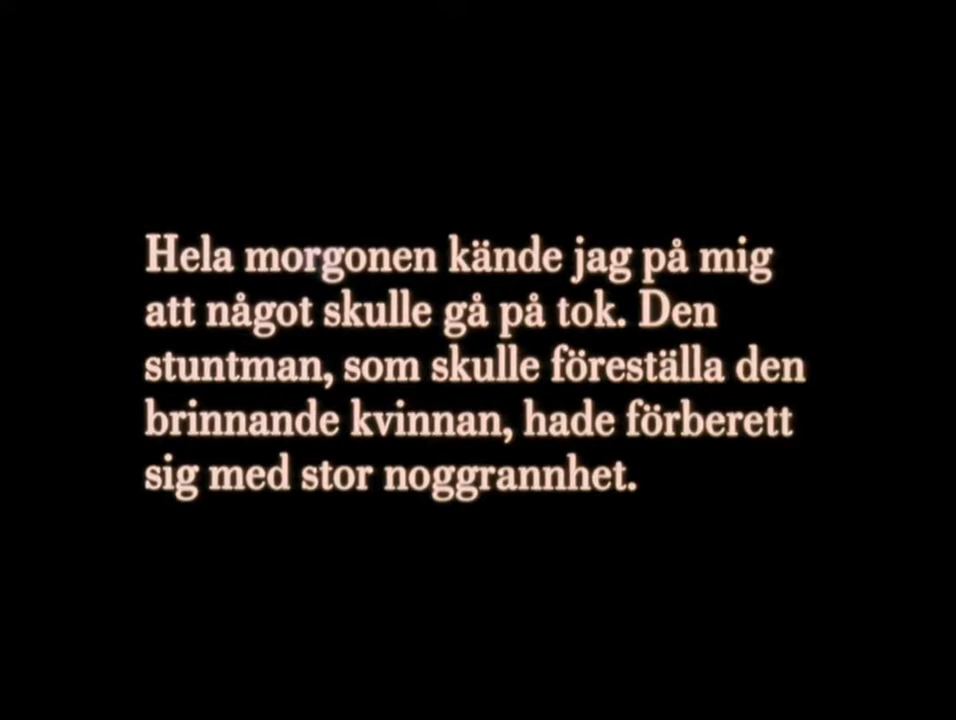 Hela morgonen kände jag på mig
att något skulle gå på tok. Den
stuntman, som skulle föreställa den
brinnande kvinnan, hade förberett
sig med stor noggrannhet.